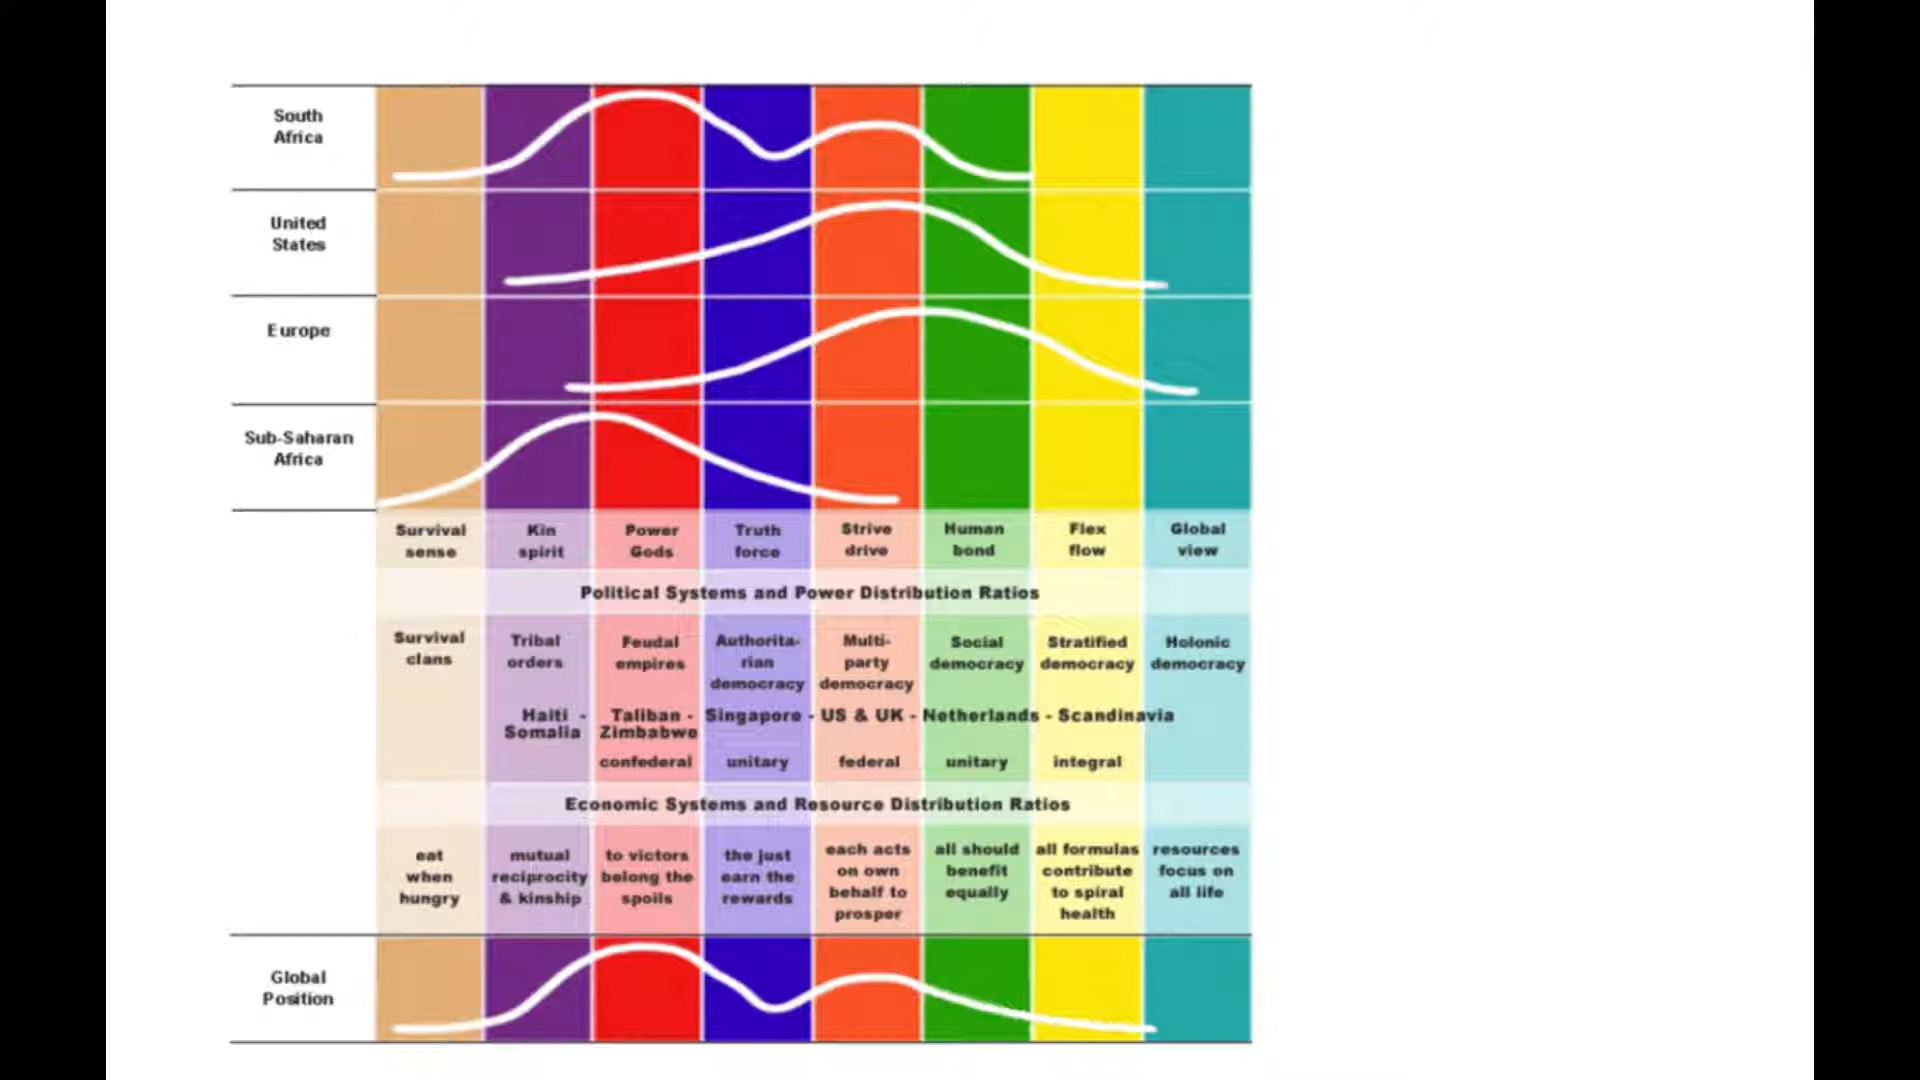 South
Africa
United
States
Europe
Sub-Saharan
Africa
Survival
sense
Kin
spirit
Power
Gods
Truth
force
Strive
drive
Human
bond
Flex
flow
Global
view
Political Systems and Power Distribution Ratios
Survival
clans
Tribal
orders
Feudal
empires
Authorita-
rian
democracy
Multi-
party
democracy
Social
democracy
Stratified
democracy
Holonic
democracy
Haiti - Taliban - Singapore - US & UK - Netherlands - Scandinavia
Somalia Zimbabwe
confederal unitary federal unitary integral
Economic Systems and Resource Distribution Ratios
eat
when
hungry
mutual
reciprocity
& kinship
to victors
belong the
spoils
the just
earn the
rewards
each acts
on own
behalf to
prosper
all should
benefit
equally
all formulas
contribute
to spiral
health
resources
focus on
all life
Global
Position